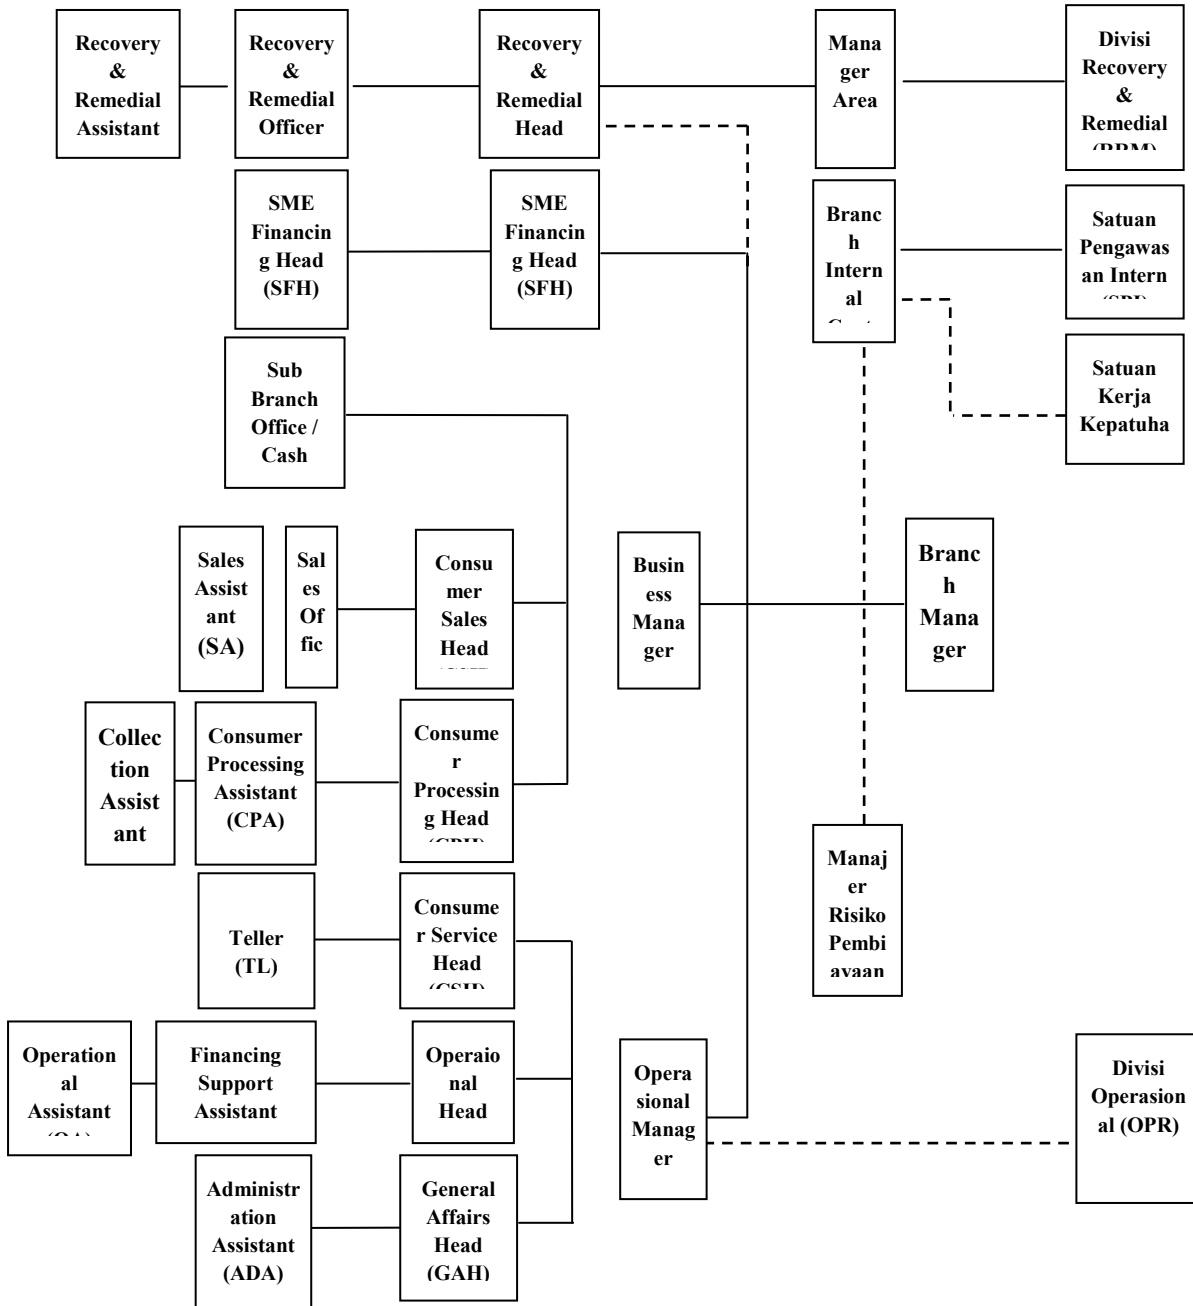 Recovery
&
Remedial
Assistant
Recovery
&
Remedial
Officer
Recovery
&
Remedial
Head
Mana
ger
Area
Divisi
Recovery
&
Remedial
SME
Financin
g Head
(SFH)
SME
Financin
g Head
(SFH)
Branc
h
Intern
al
Satuan
Pengawas
an Intern
Sub
Branch
Office /
Cash
Satuan
Kerja
Kepatuha
Sales
Assist
ant
(SA)
Sal
es
Of
fic
Consu
mer
Sales
Head
Busin
ess
Mana
ger
Branc
h
Mana
ger
Collec
tion
Assist
ant
Consumer
Processing
Assistant
(CPA)
Consume
r
Processin
g Head
Manaj
er
Risiko
Pembi
ayaan
Teller
(TL)
Consume
r Service
Head
(CSH)
Operation
al
Assistant
(OA)
Financing
Support
Assistant
Operaio
nal
Head
Opera
sional
Manag
er
Divisi
Operasion
al (OPR)
Administr
ation
Assistant
(ADA)
General
Affairs
Head
(GAH)